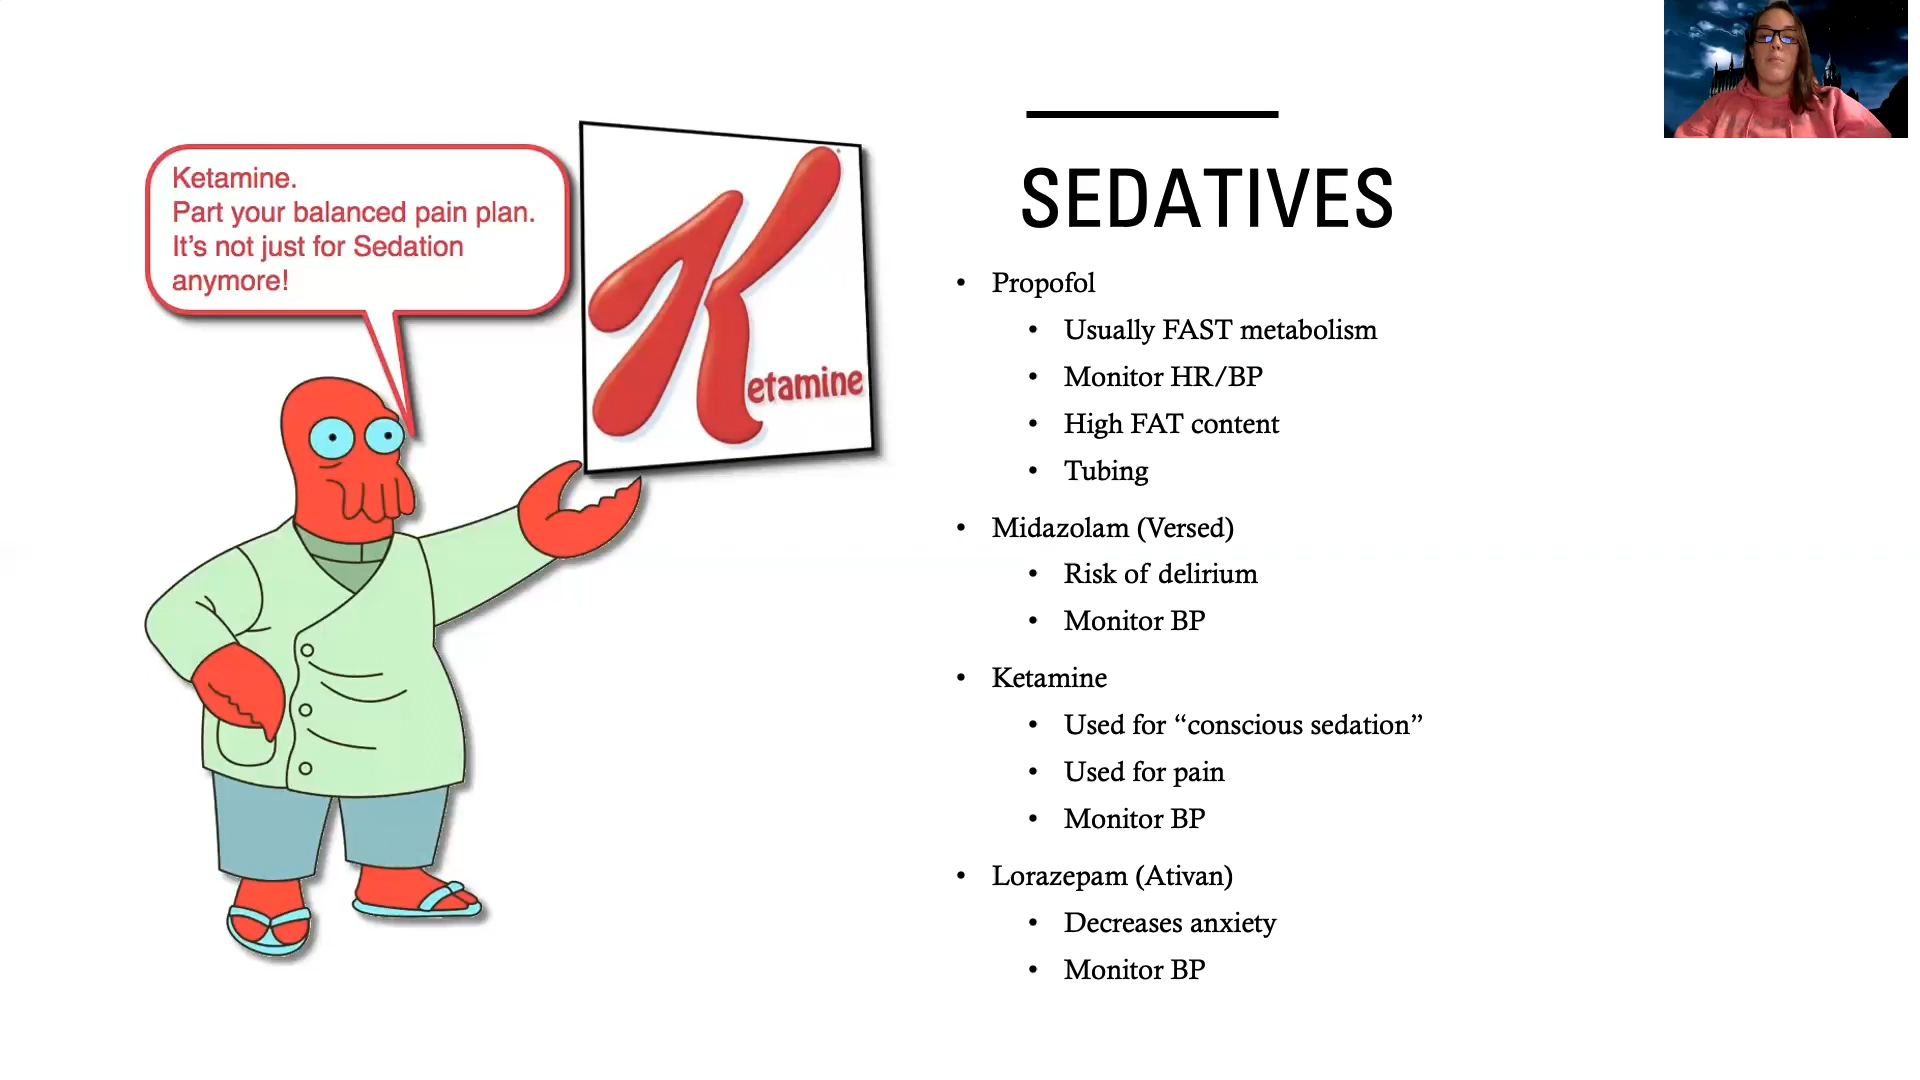 Ketamine.
Part your balanced pain plan.
It's not just for Sedation
anymore!
Ketamine
SEDATIVES
• Propofol
• Usually FAST metabolism
• Monitor HR/BP
• High FAT content
• Tubing
• Midazolam (Versed)
• Risk of delirium
• Monitor BP
• Ketamine
• Used for “conscious sedation”
• Used for pain
• Monitor BP
• Lorazepam (Ativan)
• Decreases anxiety
• Monitor BP